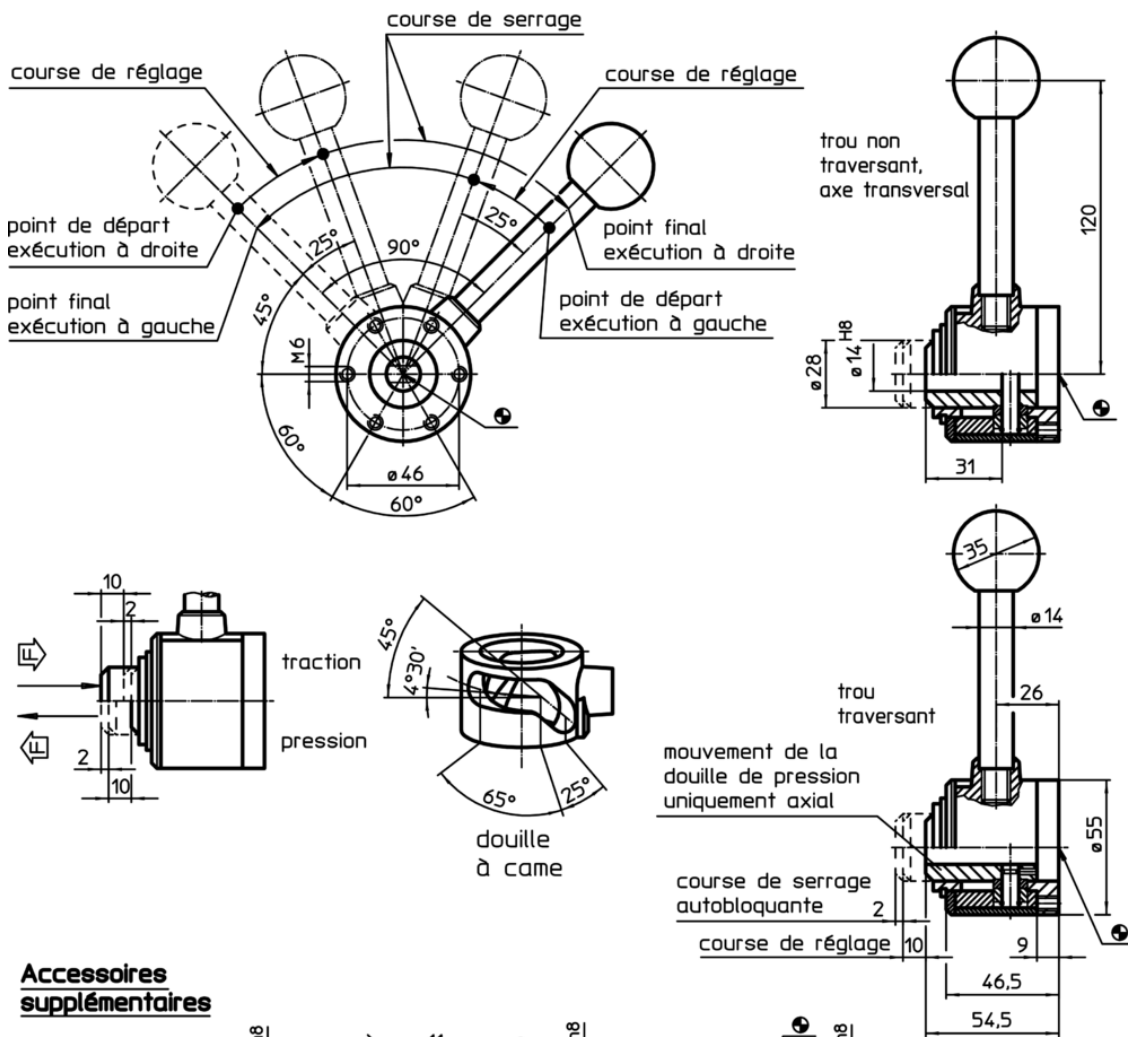 course de serrage
course de réglage
course de réglage
trou non
traversant,
axe transversal
120
25°
25°
90°
point de départ
exécution à droite
point final
exécution à droite
point final
exécution à gauche
point de départ
exécution à gauche
45°
M6
60°
ø46
60°
ø28
ø14 H8
31
35
ø14
26
trou
traversant
10
2
F
traction
F
pression
2
10
45°
4°30'
65°
25°
douille
à came
mouvement de la
douille de pression
uniquement axial
ø55
course de serrage
autobloquante
2
course de réglage
10
9
46,5
54,5
Accessoires
supplémentaires